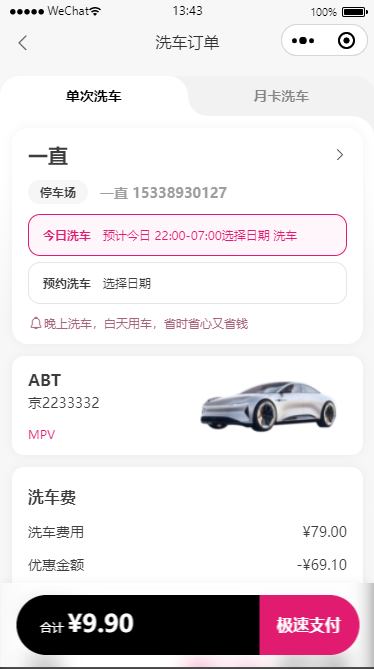 WeChat 13:43 100%
洗车订单
单次洗车 月卡洗车
一直
停车场 一直 15338930127
今日洗车 预计今日 22:00-07:00选择日期 洗车
预约洗车 选择日期
晚上洗车，白天用车，省时省心又省钱
ABT
京2233332
MPV
洗车费
洗车费用 ¥79.00
优惠金额 -¥69.10
合计 ¥9.90 极速支付